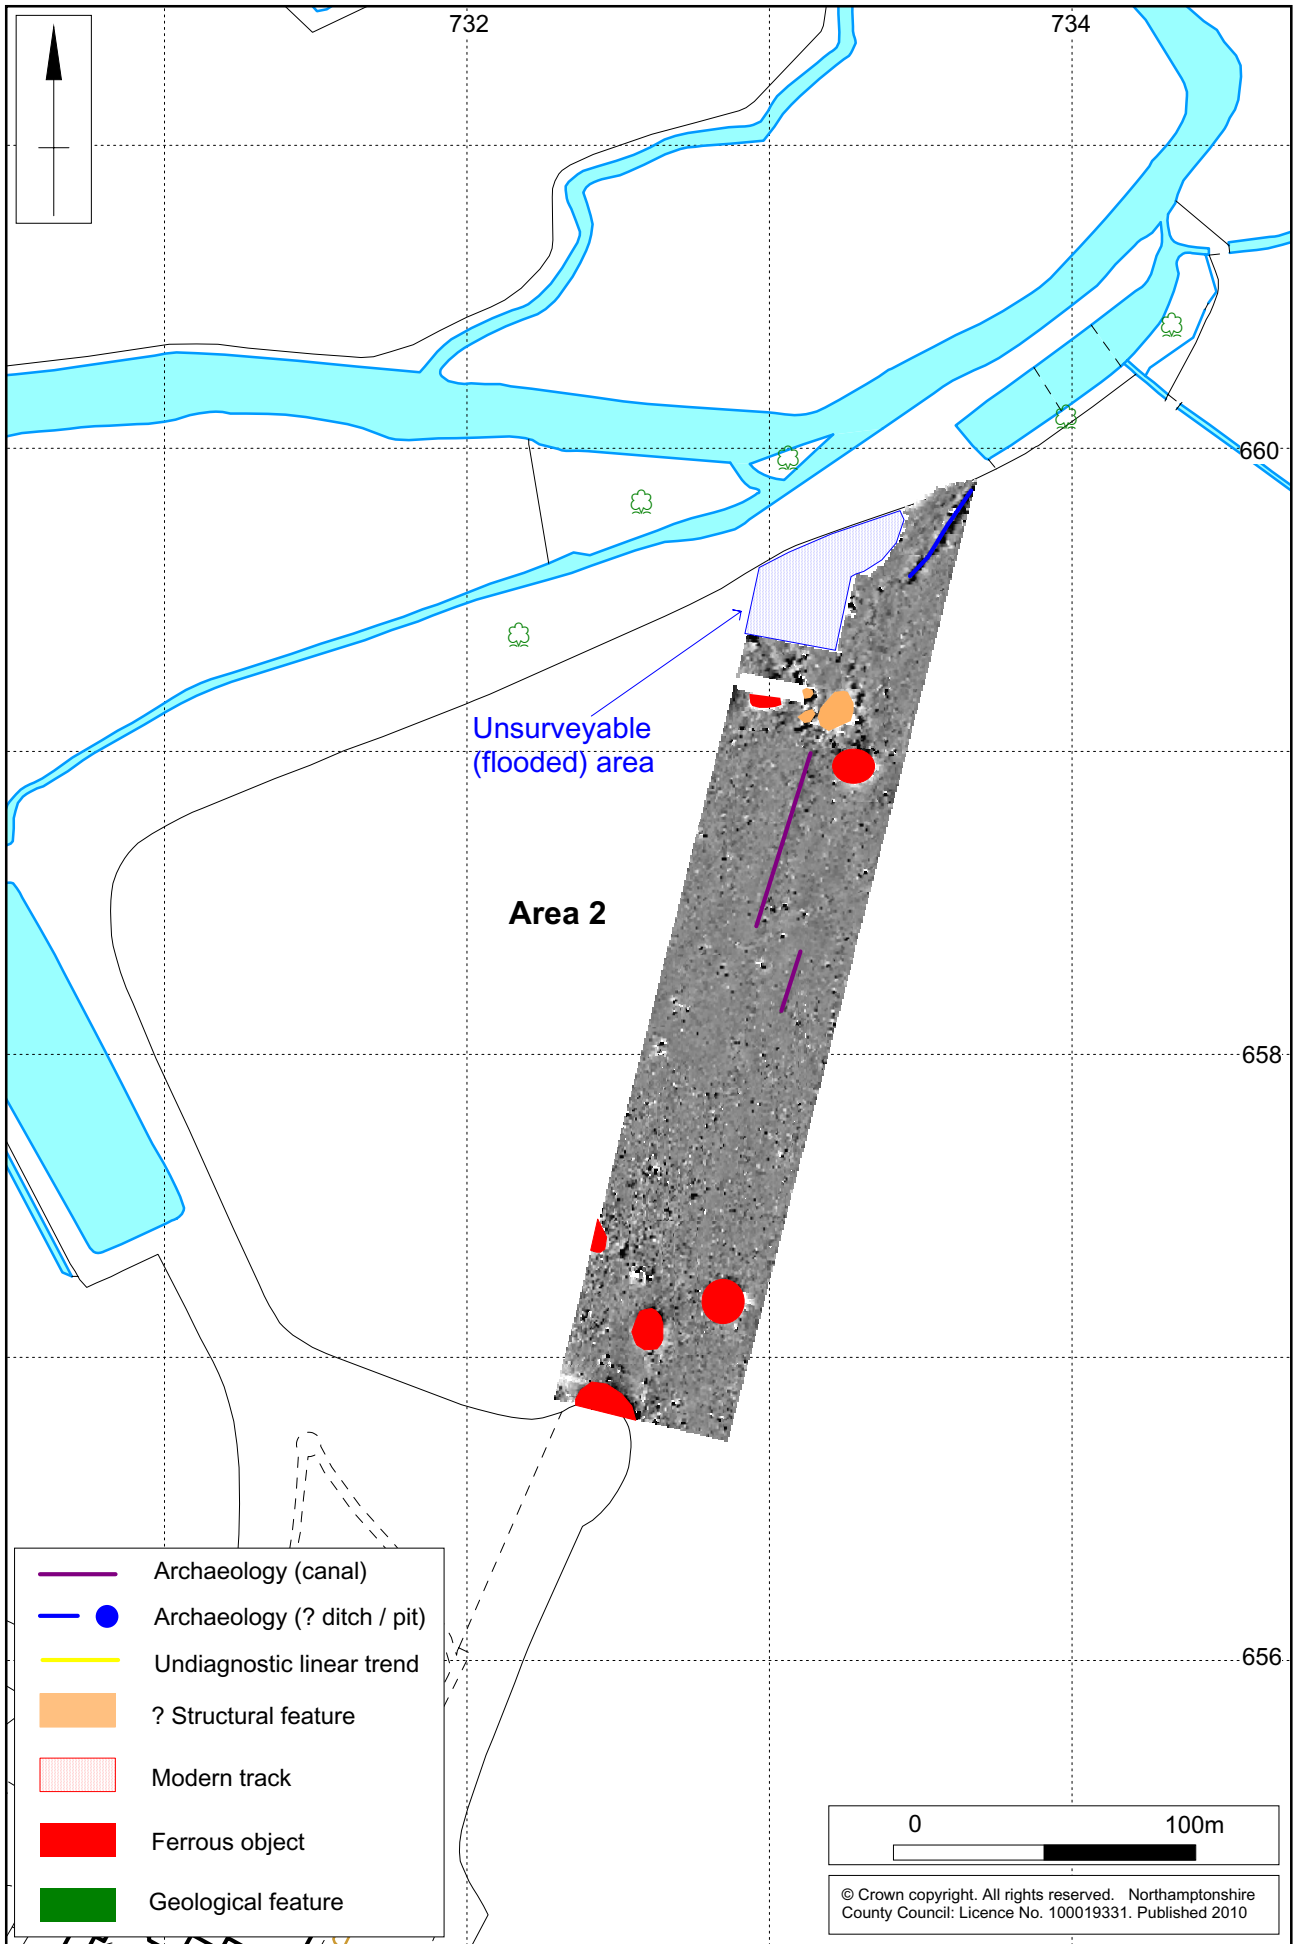 732
734
660
Unsurveyable
(flooded) area
Area 2
658
656
Archaeology (canal)
Archaeology (? ditch / pit)
Undiagnostic linear trend
? Structural feature
Modern track
Ferrous object
Geological feature
0 100m
© Crown copyright. All rights reserved. Northamptonshire
County Council: Licence No. 100019331. Published 2010